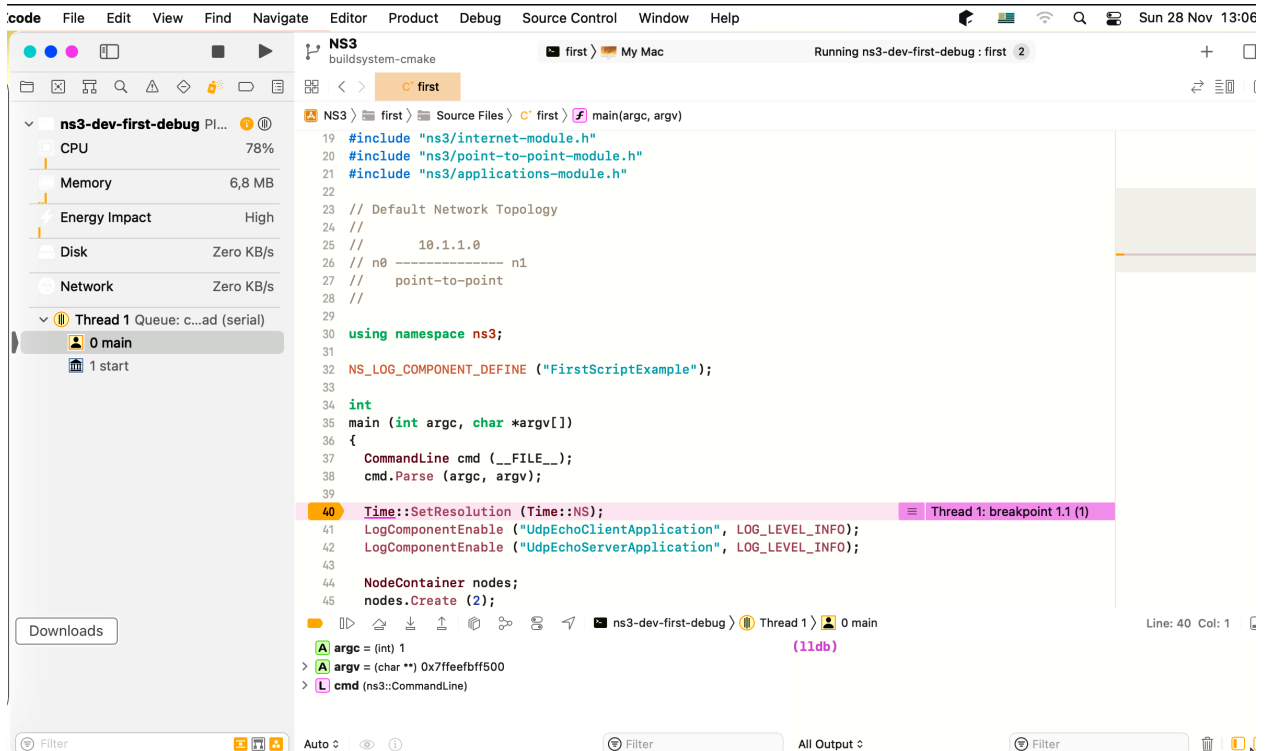 code File Edit View Find Navigate Editor Product Debug Source Control Window Help Sun 28 Nov 13:06
NS3
buildsystem-cmake
first 〉 My Mac
Running ns3-dev-first-debug : first 2
first
NS3 〉 first 〉 Source Files 〉 first 〉 main(argc, argv)
ns3-dev-first-debug PI...
CPU 78%
Memory 6,8 MB
Energy Impact High
Disk Zero KB/s
Network Zero KB/s
Thread 1 Queue: c...ad (serial)
0 main
1 start
Downloads
Filter
19 #include "ns3/internet-module.h"
20 #include "ns3/point-to-point-module.h"
21 #include "ns3/applications-module.h"
22
23 // Default Network Topology
24 //
25 // 10.1.1.0
26 // n0 -------------- n1
27 // point-to-point
28 //
29
30 using namespace ns3;
31
32 NS_LOG_COMPONENT_DEFINE ("FirstScriptExample");
33
34 int
35 main (int argc, char *argv[])
36 {
37 CommandLine cmd (__FILE__);
38 cmd.Parse (argc, argv);
39
40 Time::SetResolution (Time::NS); Thread 1: breakpoint 1.1 (1)
41 LogComponentEnable ("UdpEchoClientApplication", LOG_LEVEL_INFO);
42 LogComponentEnable ("UdpEchoServerApplication", LOG_LEVEL_INFO);
43
44 NodeContainer nodes;
45 nodes.Create (2);
ns3-dev-first-debug 〉 Thread 1 〉 0 main Line: 40 Col: 1
A argc = (int) 1
A argv = (char **) 0x7ffeefbff500
L cmd (ns3::CommandLine)
(lldb)
Auto Filter All Output Filter